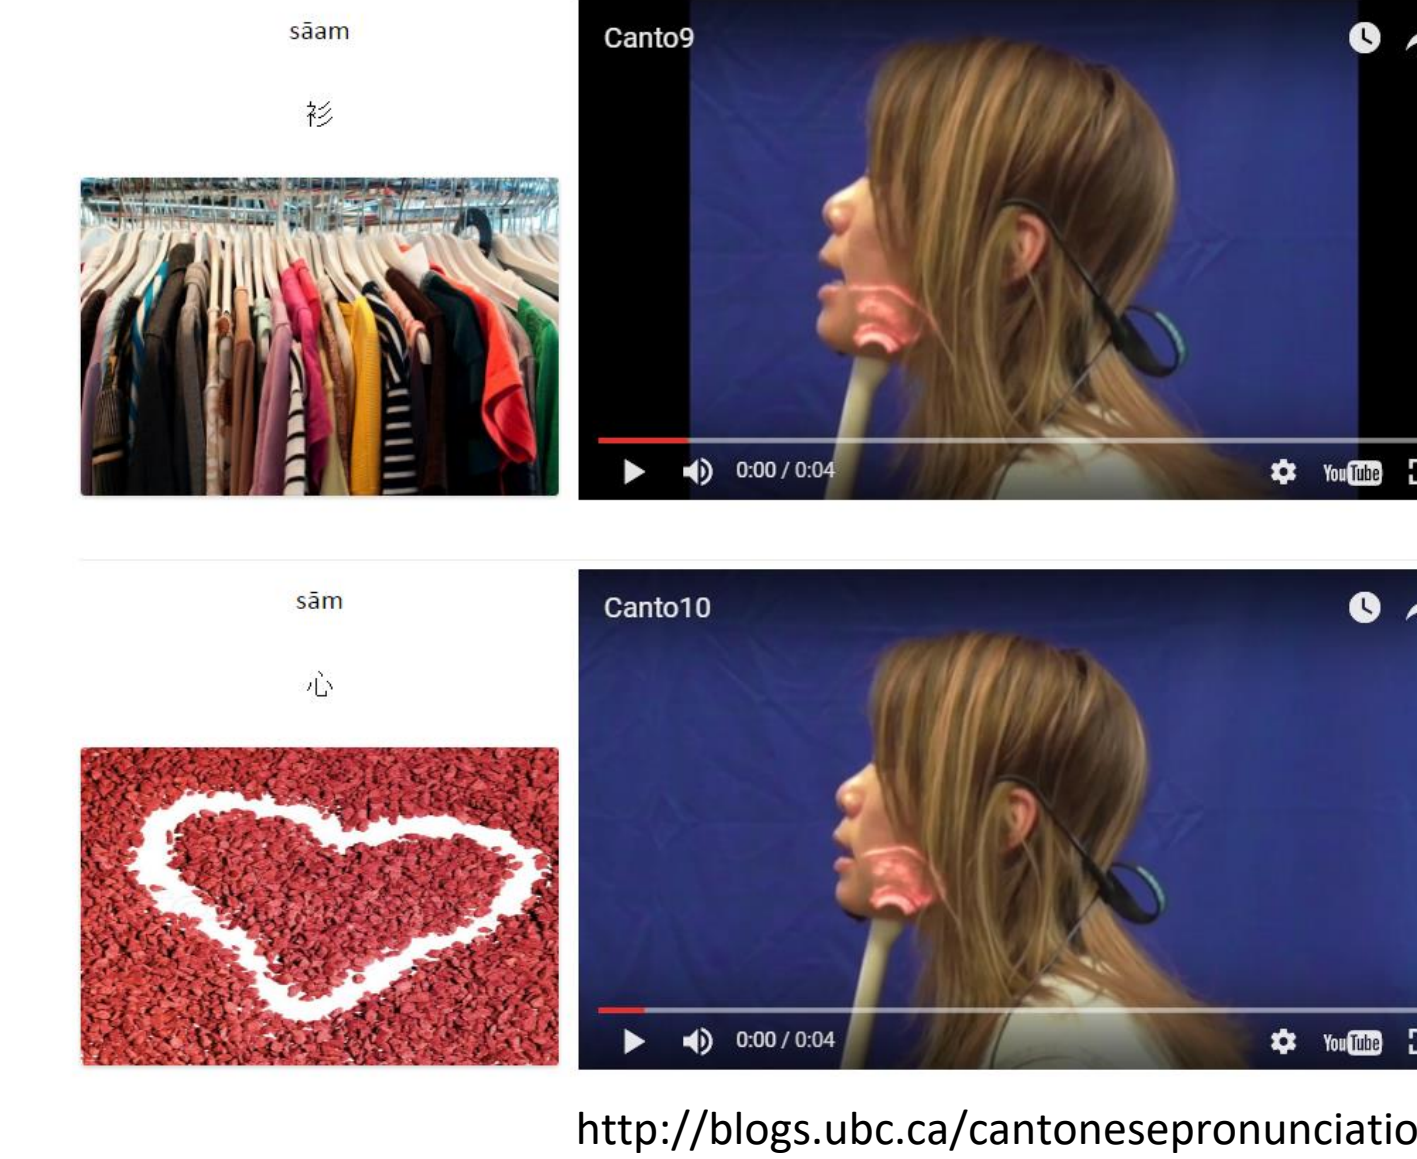 sāam
衫
Canto9
0:00 / 0:04
YouTube
sām
心
Canto10
0:00 / 0:04
YouTube
http://blogs.ubc.ca/cantonesepronunciatio